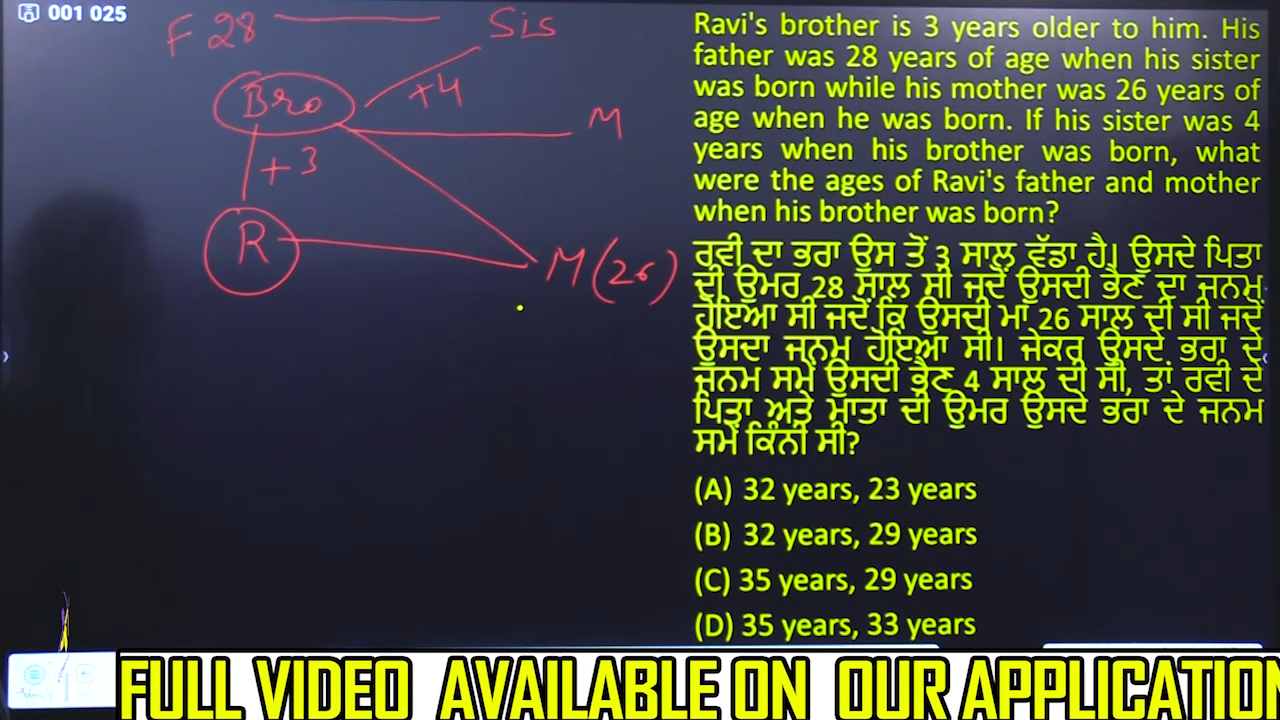 001 025
F 28
Sis
Bro
+4
M
+3
R
M (26)
Ravi's brother is 3 years older to him. His
father was 28 years of age when his sister
was born while his mother was 26 years of
age when he was born. If his sister was 4
years when his brother was born, what
were the ages of Ravi's father and mother
when his brother was born?
ਰਵੀ ਦਾ ਭਰਾ ਉਸ ਤੋਂ 3 ਸਾਲ ਵੱਡਾ ਹੈ। ਉਸਦੇ ਪਿਤਾ
ਦੀ ਉਮਰ 28 ਸਾਲ ਸੀ ਜਦੋਂ ਉਸਦੀ ਭੈਣ ਦਾ ਜਨਮ
ਹੋਇਆ ਸੀ ਜਦੋਂ ਕਿ ਉਸਦੀ ਮਾਂ 26 ਸਾਲ ਦੀ ਸੀ ਜਦੋਂ
ਉਸਦਾ ਜਨਮ ਹੋਇਆ ਸੀ। ਜੇਕਰ ਉਸਦੇ ਭਰਾ ਦੇ
ਜਨਮ ਸਮੇਂ ਉਸਦੀ ਭੈਣ 4 ਸਾਲ ਦੀ ਸੀ, ਤਾਂ ਰਵੀ ਦੇ
ਪਿਤਾ ਅਤੇ ਮਾਤਾ ਦੀ ਉਮਰ ਉਸਦੇ ਭਰਾ ਦੇ ਜਨਮ
ਸਮੇਂ ਕਿੰਨੀ ਸੀ?
(A) 32 years, 23 years
(B) 32 years, 29 years
(C) 35 years, 29 years
(D) 35 years, 33 years
FULL VIDEO AVAILABLE ON OUR APPLICATION